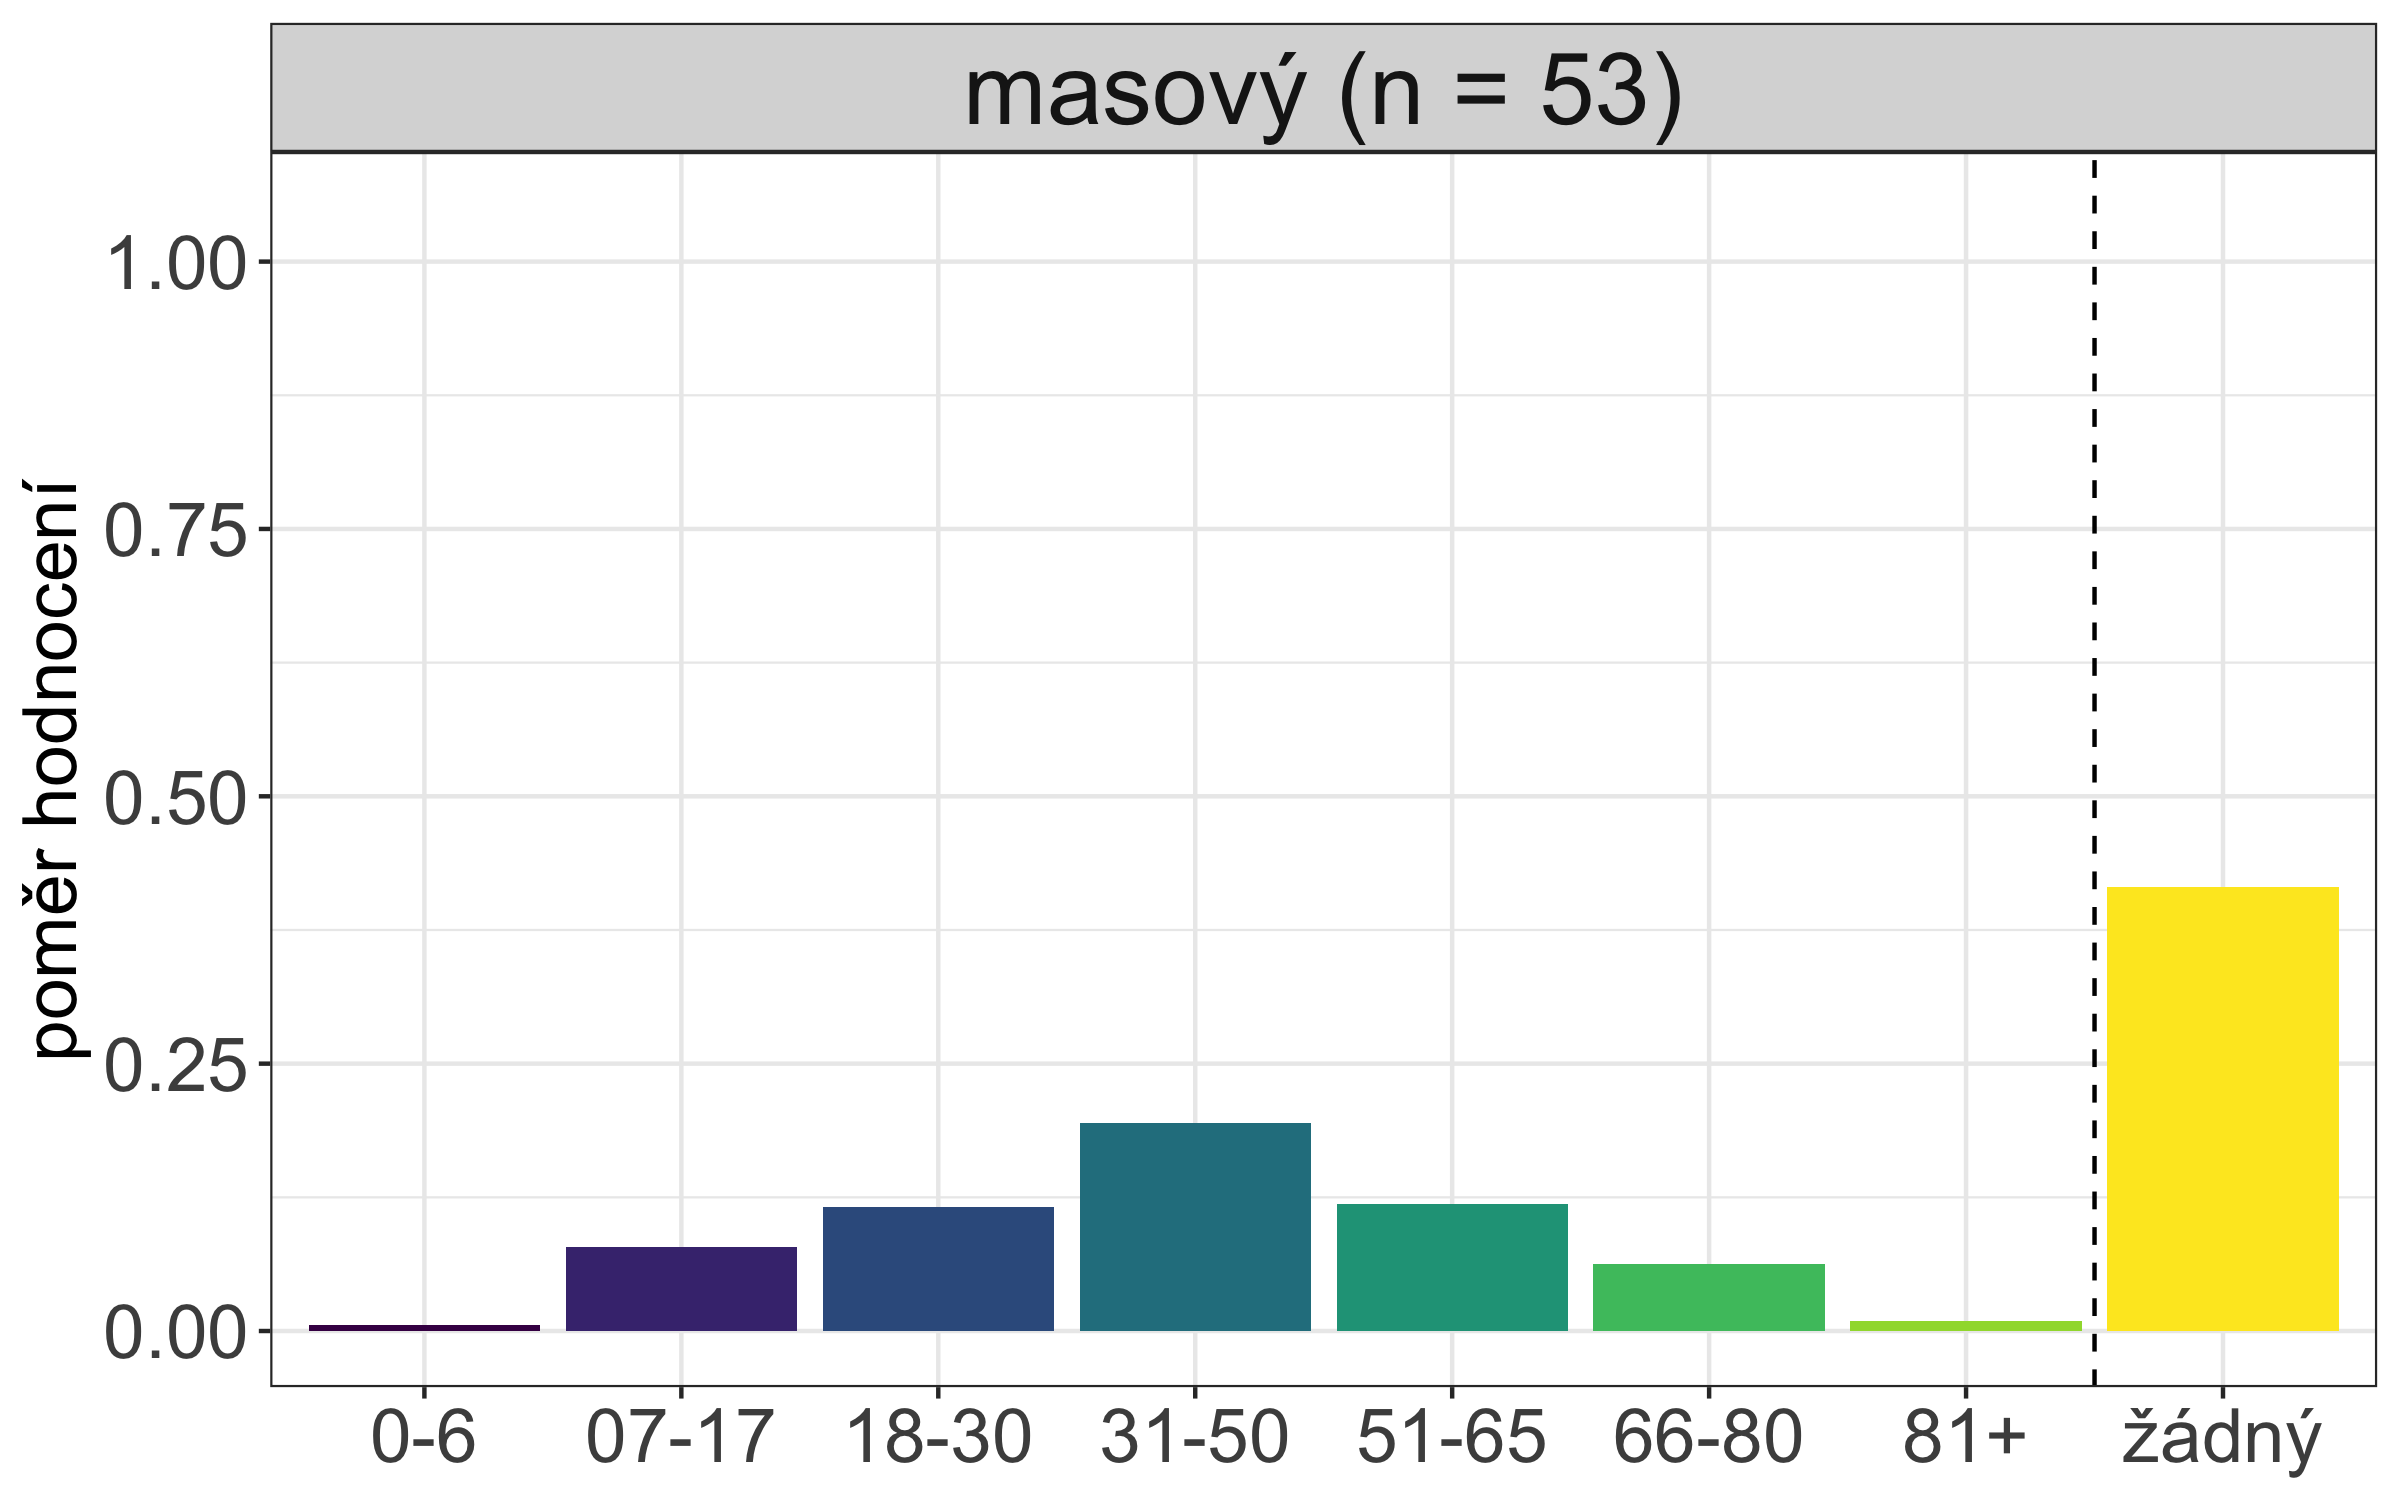 masový (n = 53)
poměr hodnocení
1.00
0.75
0.50
0.25
0.00
0-6 07-17 18-30 31-50 51-65 66-80 81+ žádný